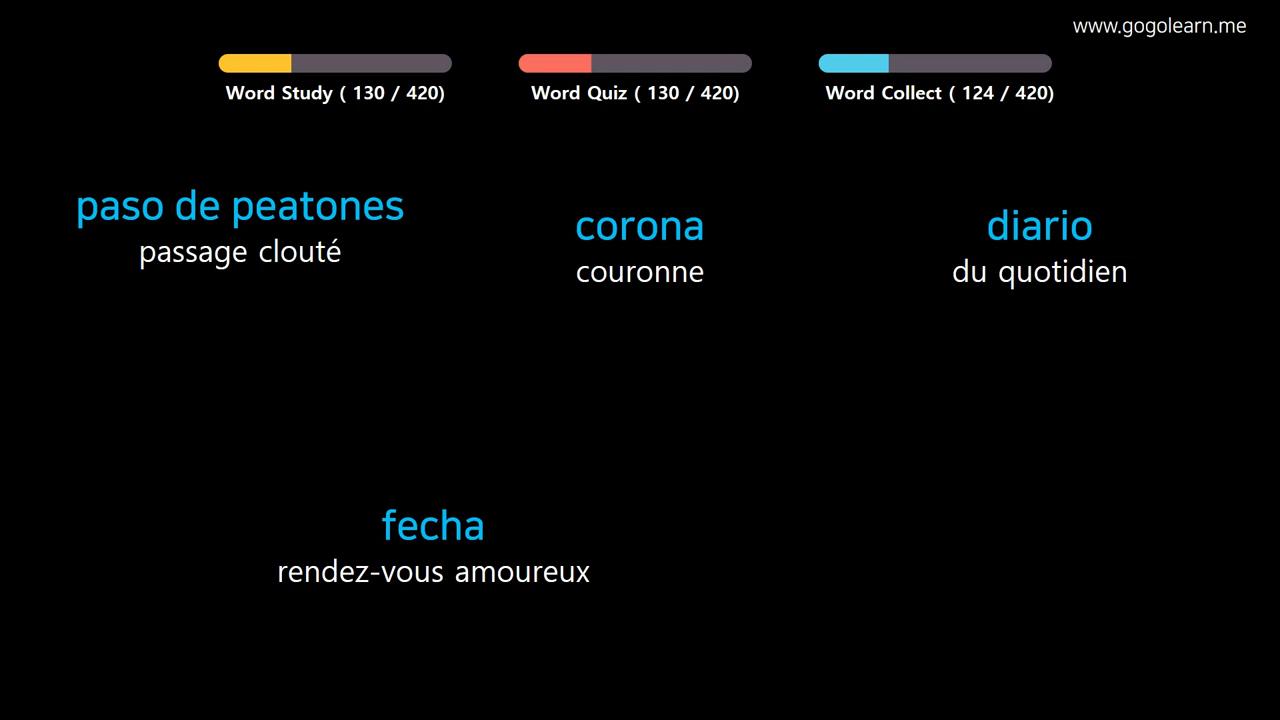 www.gogolearn.me
Word Study ( 130 / 420)
Word Quiz ( 130 / 420)
Word Collect ( 124 / 420)
paso de peatones
passage clouté
corona
couronne
diario
du quotidien
fecha
rendez-vous amoureux